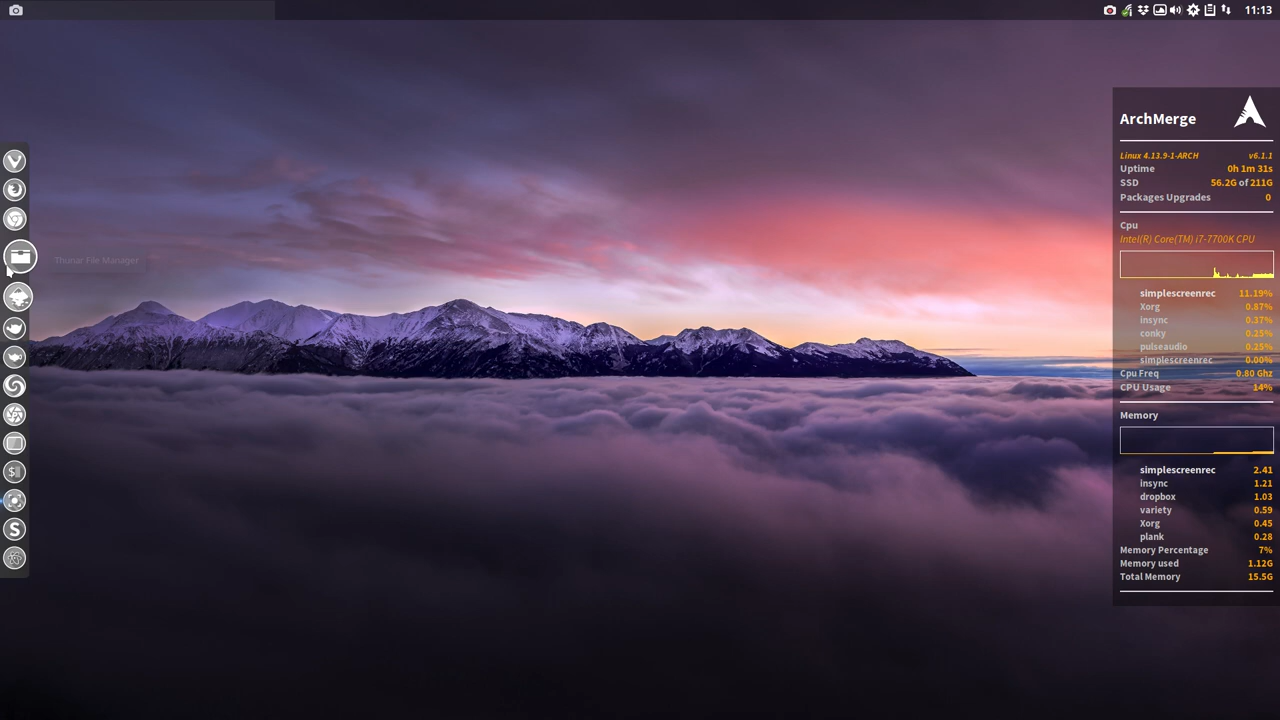 11:13
ArchMerge
Linux 4.13.9-1-ARCH v6.1.1
Uptime 0h 1m 31s
SSD 56.2G of 211G
Packages Upgrades 0
Cpu
Intel(R) Core(TM) i7-7700K CPU
Thunar File Manager
simplescreenrec 11.19%
Xorg 0.87%
insync 0.37%
conky 0.25%
pulseaudio 0.25%
simplescreenrec 0.00%
Cpu Freq 0.80 Ghz
CPU Usage 14%
Memory
simplescreenrec 2.41
insync 1.21
dropbox 1.03
variety 0.59
Xorg 0.45
plank 0.28
Memory Percentage 7%
Memory used 1.12G
Total Memory 15.5G
$
S